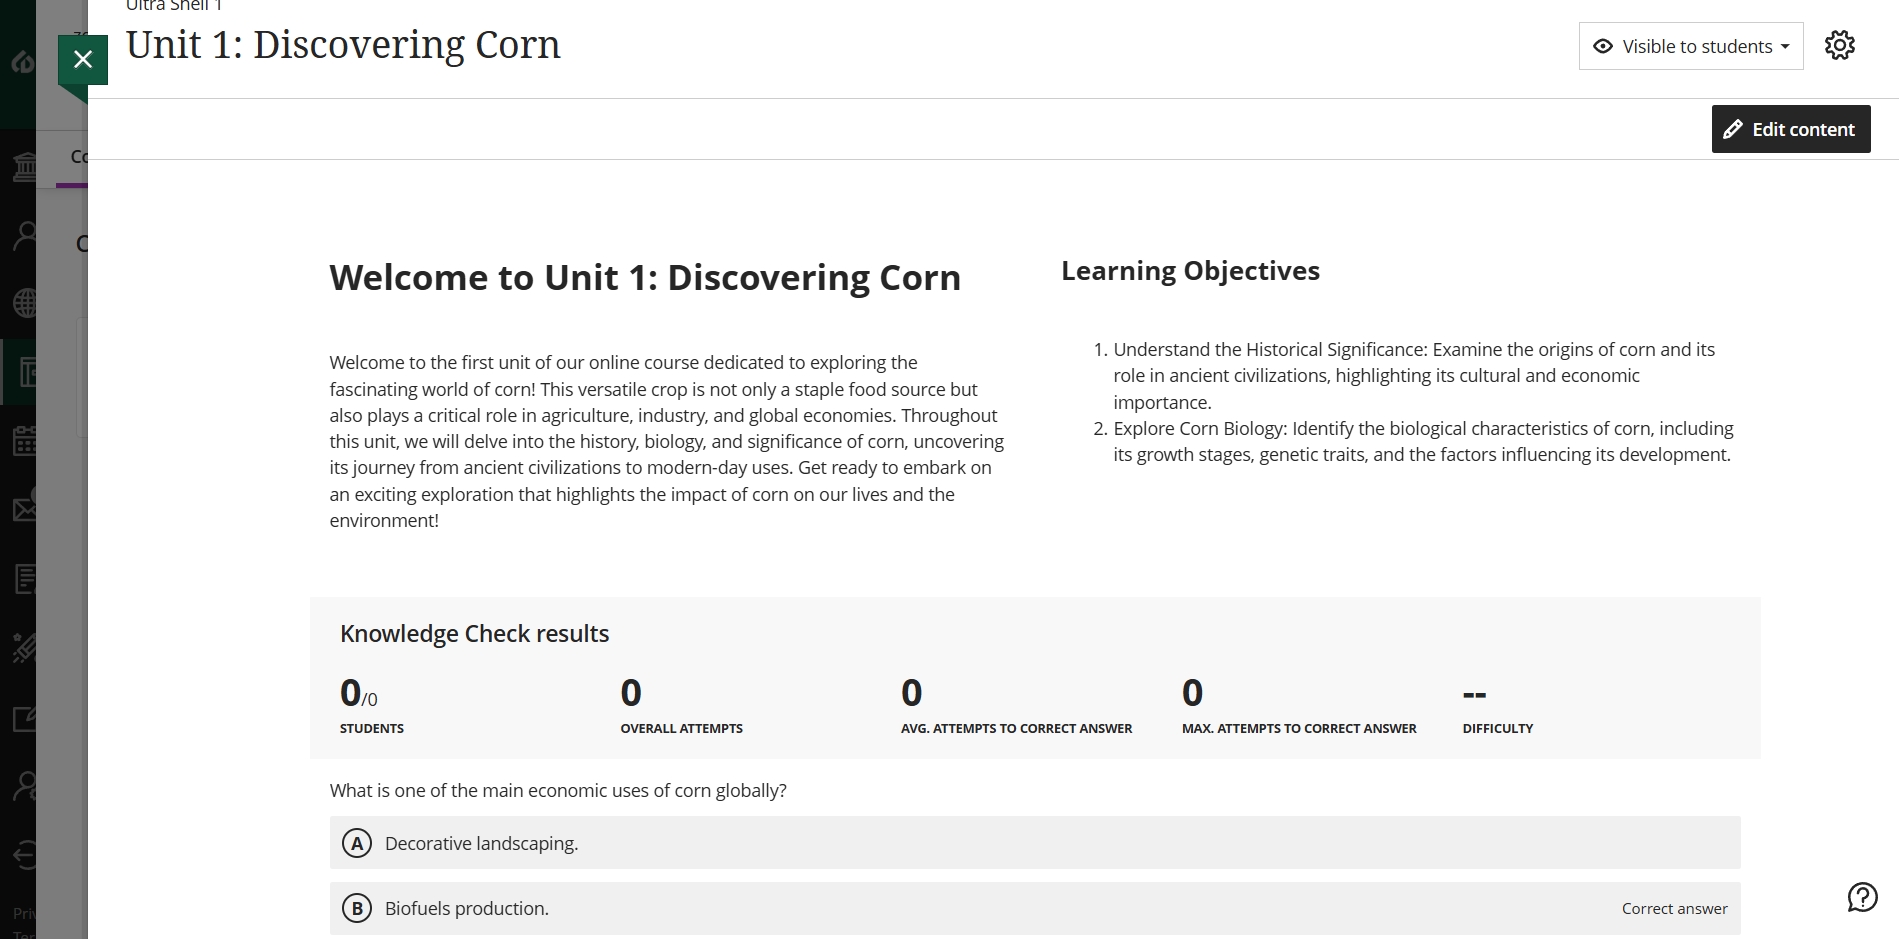 Ultra Shell 1
Unit 1: Discovering Corn
Visible to students
Edit content
Welcome to Unit 1: Discovering Corn
Welcome to the first unit of our online course dedicated to exploring the
fascinating world of corn! This versatile crop is not only a staple food source but
also plays a critical role in agriculture, industry, and global economies. Throughout
this unit, we will delve into the history, biology, and significance of corn, uncovering
its journey from ancient civilizations to modern-day uses. Get ready to embark on
an exciting exploration that highlights the impact of corn on our lives and the
environment!
Learning Objectives
1. Understand the Historical Significance: Examine the origins of corn and its
role in ancient civilizations, highlighting its cultural and economic
importance.
2. Explore Corn Biology: Identify the biological characteristics of corn, including
its growth stages, genetic traits, and the factors influencing its development.
Knowledge Check results
0/0
STUDENTS
0
OVERALL ATTEMPTS
0
AVG. ATTEMPTS TO CORRECT ANSWER
0
MAX. ATTEMPTS TO CORRECT ANSWER
--
DIFFICULTY
What is one of the main economic uses of corn globally?
A Decorative landscaping.
B Biofuels production. Correct answer